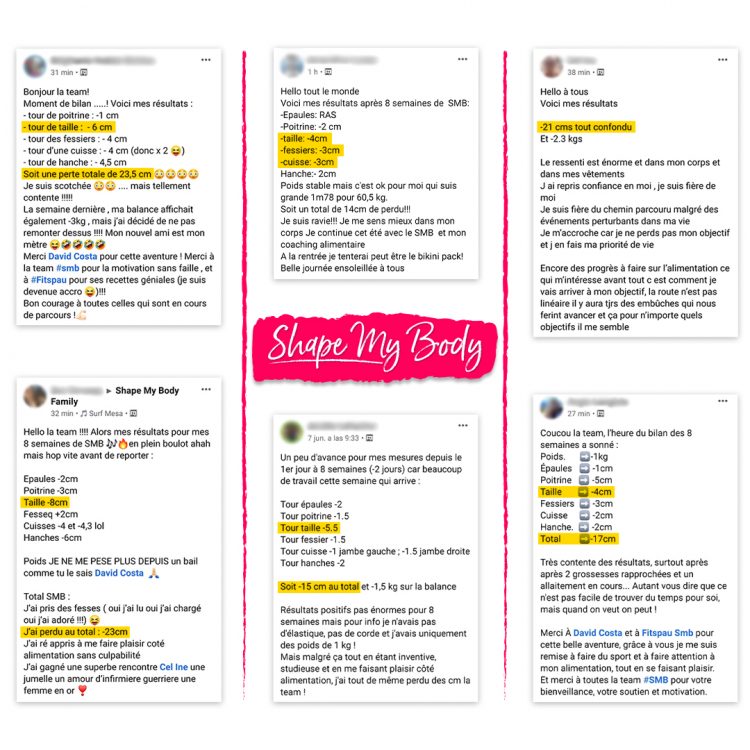 31 min •
Bonjour la team!
Moment de bilan .....! Voici mes résultats :
- tour de poitrine : -1 cm
- tour de taille : - 6 cm
- tour des fessiers : - 4 cm
- tour d'une cuisse : - 4 cm (donc x 2 😝)
- tour de hanche : - 4,5 cm
Soit une perte totale de 23,5 cm 😳😳😳😳
Je suis scotchée 😳😳 .... mais tellement
contente !!!!!
La semaine dernière , ma balance affichait
également -3kg , mais j'ai décidé de ne pas
remonter dessus !!!! Mon nouvel ami est mon
mètre 😝🤣🤣🤣🤣
Merci David Costa pour cette aventure ! Merci à
la team #smb pour la motivation sans faille , et
à #Fitspau pour ses recettes géniales (je suis
devenue accro 😝)!!!
Bon courage à toutes celles qui sont en cours
de parcours ! 💪🏻
1 h •
Hello tout le monde
Voici mes résultats après 8 semaines de SMB:
-Epaules: RAS
-Poitrine: -2 cm
-taille: -4cm
-fessiers: -3cm
-cuisse: -3cm
Hanche:- 2cm
Poids stable mais c'est ok pour moi qui suis
grande 1m78 pour 60,5 kg.
Soit un total de 14cm de perdu!!!
Je suis ravie!!! Je me sens mieux dans mon
corps Je continue cet été avec le SMB et mon
coaching alimentaire
A la rentrée je tenterai peut être le bikini pack!
Belle journée ensoleillée à tous
38 min •
Hello à tous
Voici mes résultats
-21 cms tout confondu
Et -2.3 kgs
Le ressenti est énorme et dans mon corps et
dans mes vêtements
J ai repris confiance en moi , je suis fière de
moi
Je suis fière du chemin parcouru malgré des
événements perturbants dans ma vie
Je m'accroche car je ne perds pas mon objectif
et j en fais ma priorité de vie
Encore des progrès à faire sur l'alimentation ce
qui m'intéresse avant tout c est comment je
vais arriver à mon objectif, la route n'est pas
linéaire il y aura tjrs des embûches qui nous
ferint avancer et ça pour n'importe quels
objectifs il me semble
Shape My Body
▸ Shape My Body
Family
32 min • ♫ Surf Mesa •
Hello la team !!!! Alors mes résultats pour mes
8 semaines de SMB 🎶🔥en plein boulot ahah
mais hop vite avant de reporter :
Epaules -2cm
Poitrine -3cm
Taille -8cm
Fesseq +2cm
Cuisses -4 et -4,3 lol
Hanches -6cm
Poids JE NE ME PESE PLUS DEPUIS un bail
comme tu le sais David Costa 🙏🏻
Total SMB :
J'ai pris des fesses ( oui j'ai lu oui j'ai chargé
oui j'ai adoré !!!) 😝
J'ai perdu au total : -23cm
J'ai ré appris à me faire plaisir coté
alimentation sans culpabilité
J'ai gagné une superbe rencontre Cel Ine une
jumelle un amour d'infirmiere guerriere une
femme en or ❣️
7 jun. a las 9:33 •
Un peu d'avance pour mes mesures depuis le
1er jour à 8 semaines (-2 jours) car beaucoup
de travail cette semaine qui arrive :
Tour épaules -2
Tour poitrine -1.5
Tour taille -5.5
Tour fessier -1.5
Tour cuisse -1 jambe gauche ; -1.5 jambe droite
Tour hanches -2
Soit -15 cm au total et -1,5 kg sur la balance
Résultats positifs pas énormes pour 8
semaines mais pour info je n'avais pas
d'élastique, pas de corde et j'avais uniquement
des poids de 1 kg !
Mais malgré ça tout en étant inventive,
studieuse et en me faisant plaisir côté
alimentation, j'ai tout de même perdu des cm la
team !
27 min •
Coucou la team, l'heure du bilan des 8
semaines a sonné :
Poids. ➡️-1kg
Épaules ➡️-1cm
Poitrine ➡️-5cm
Taille ➡️-4cm
Fessiers ➡️-3cm
Cuisse ➡️-2cm
Hanche. ➡️-2cm
Total ➡️-17cm
Très contente des résultats, surtout après
après 2 grossesses rapprochées et un
allaitement en cours... Autant vous dire que ce
n'est pas facile de trouver du temps pour soi,
mais quand on veut on peut !
Merci À David Costa et à Fitspau Smb pour
cette belle aventure, grâce à vous je me suis
remise à faire du sport et à faire attention à
mon alimentation, tout en se faisant plaisir.
Et merci à toutes la team #SMB pour votre
bienveillance, votre soutien et motivation.